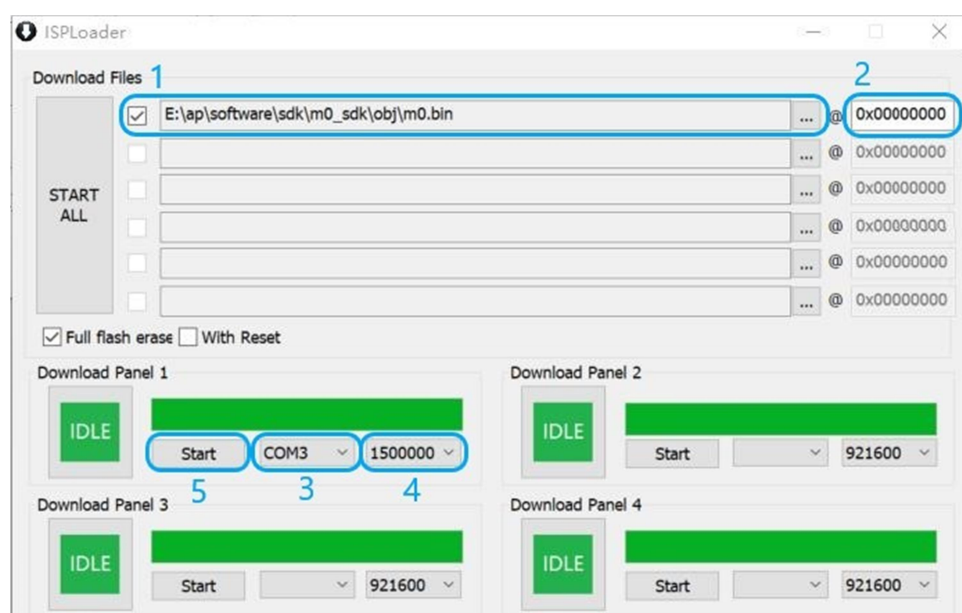 ISPLoader
Download Files 1 2
E:\ap\software\sdk\m0_sdk\obj\m0.bin ... @ 0x00000000
... @ 0x00000000
START ALL
... @ 0x00000000
... @ 0x00000000
... @ 0x00000000
... @ 0x00000000
Full flash erase With Reset
Download Panel 1
IDLE
Start COM3 1500000
5 3 4
Download Panel 2
IDLE
Start 921600
Download Panel 3
IDLE
Start 921600
Download Panel 4
IDLE
Start 921600